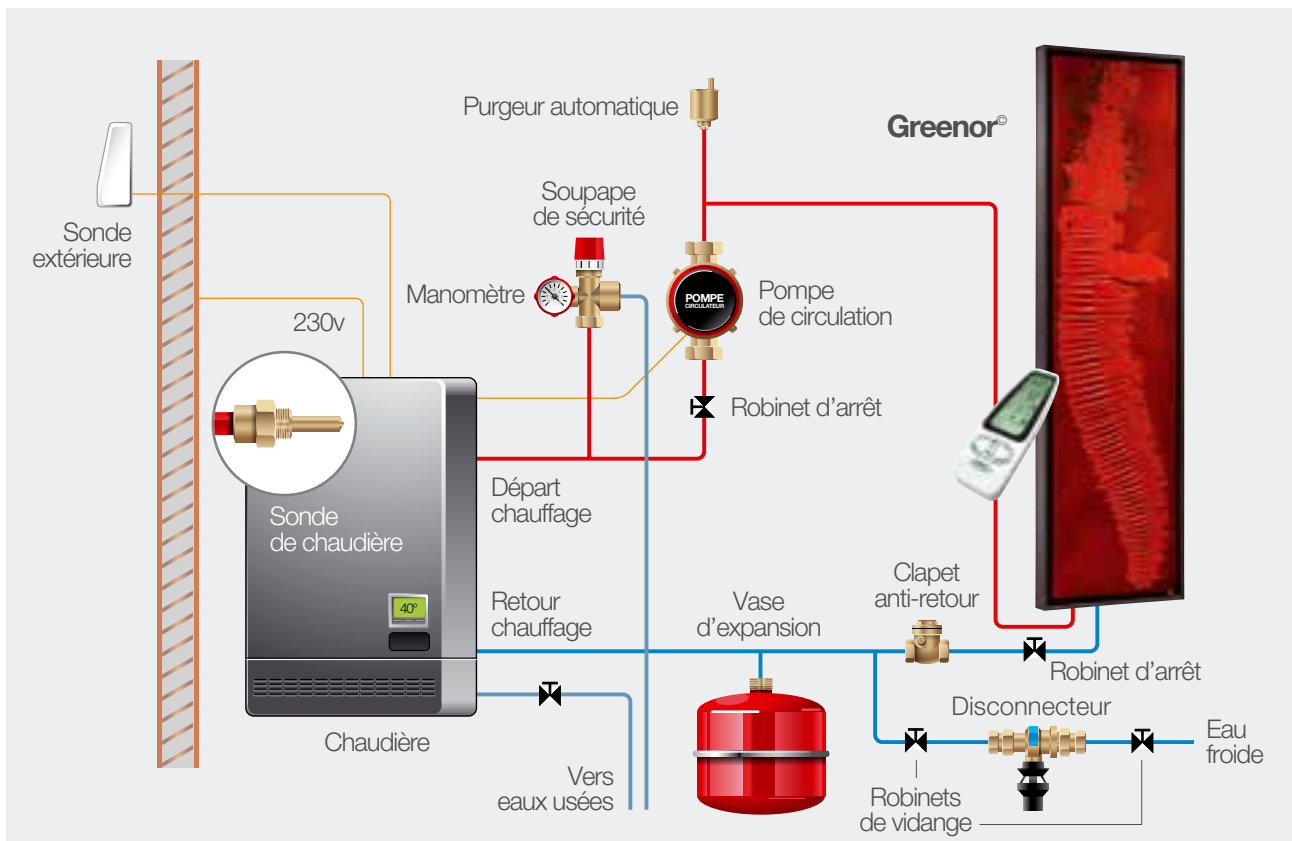 Purgeur automatique
Greenor©
Soupape
de sécurité
Sonde
extérieure
Manomètre
POMPE
CIRCULATEUR
Pompe
de circulation
230v
Robinet d'arrêt
Départ
chauffage
Sonde
de chaudière
40°
Retour
chauffage
Vase
d'expansion
Clapet
anti-retour
Robinet d'arrêt
Disconnecteur
Eau
froide
Chaudière
Vers
eaux usées
Robinets
de vidange